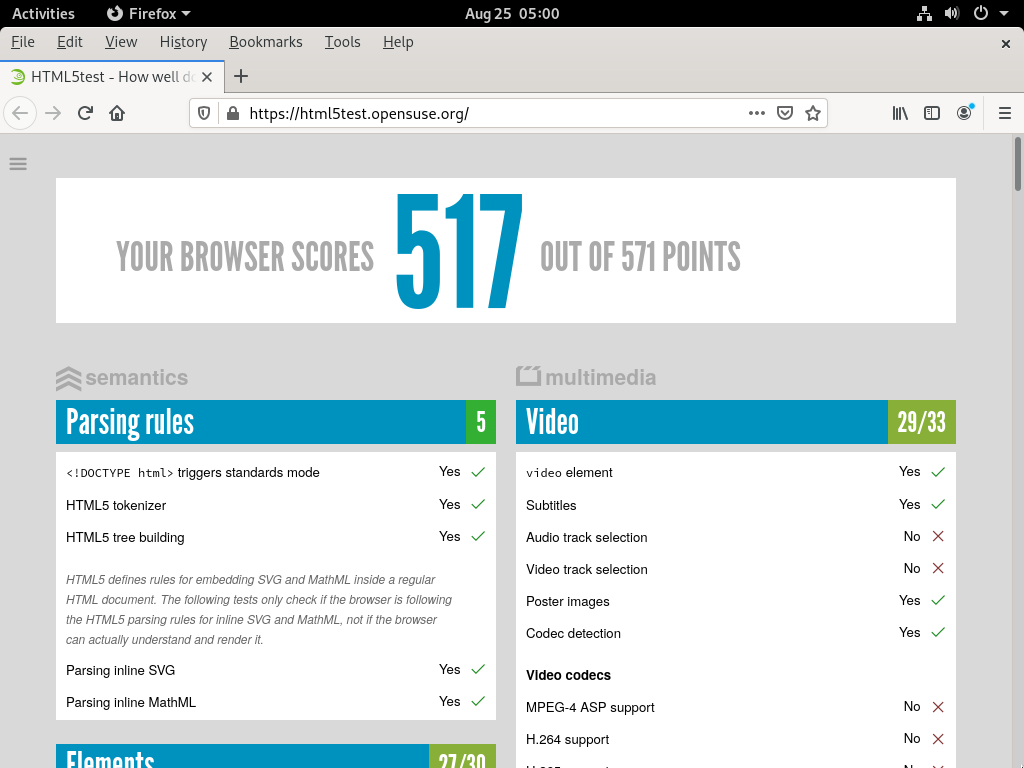 Activities
Firefox
Aug 25 05:00
File Edit View History Bookmarks Tools Help
HTML5test - How well d
https://html5test.opensuse.org/
YOUR BROWSER SCORES 517 OUT OF 571 POINTS
semantics
Parsing rules 5
<!DOCTYPE html> triggers standards mode Yes
HTML5 tokenizer Yes
HTML5 tree building Yes
HTML5 defines rules for embedding SVG and MathML inside a regular
HTML document. The following tests only check if the browser is following
the HTML5 parsing rules for inline SVG and MathML, not if the browser
can actually understand and render it.
Parsing inline SVG Yes
Parsing inline MathML Yes
Elements 27/30
multimedia
Video 29/33
video element Yes
Subtitles Yes
Audio track selection No
Video track selection No
Poster images Yes
Codec detection Yes
Video codecs
MPEG-4 ASP support No
H.264 support No